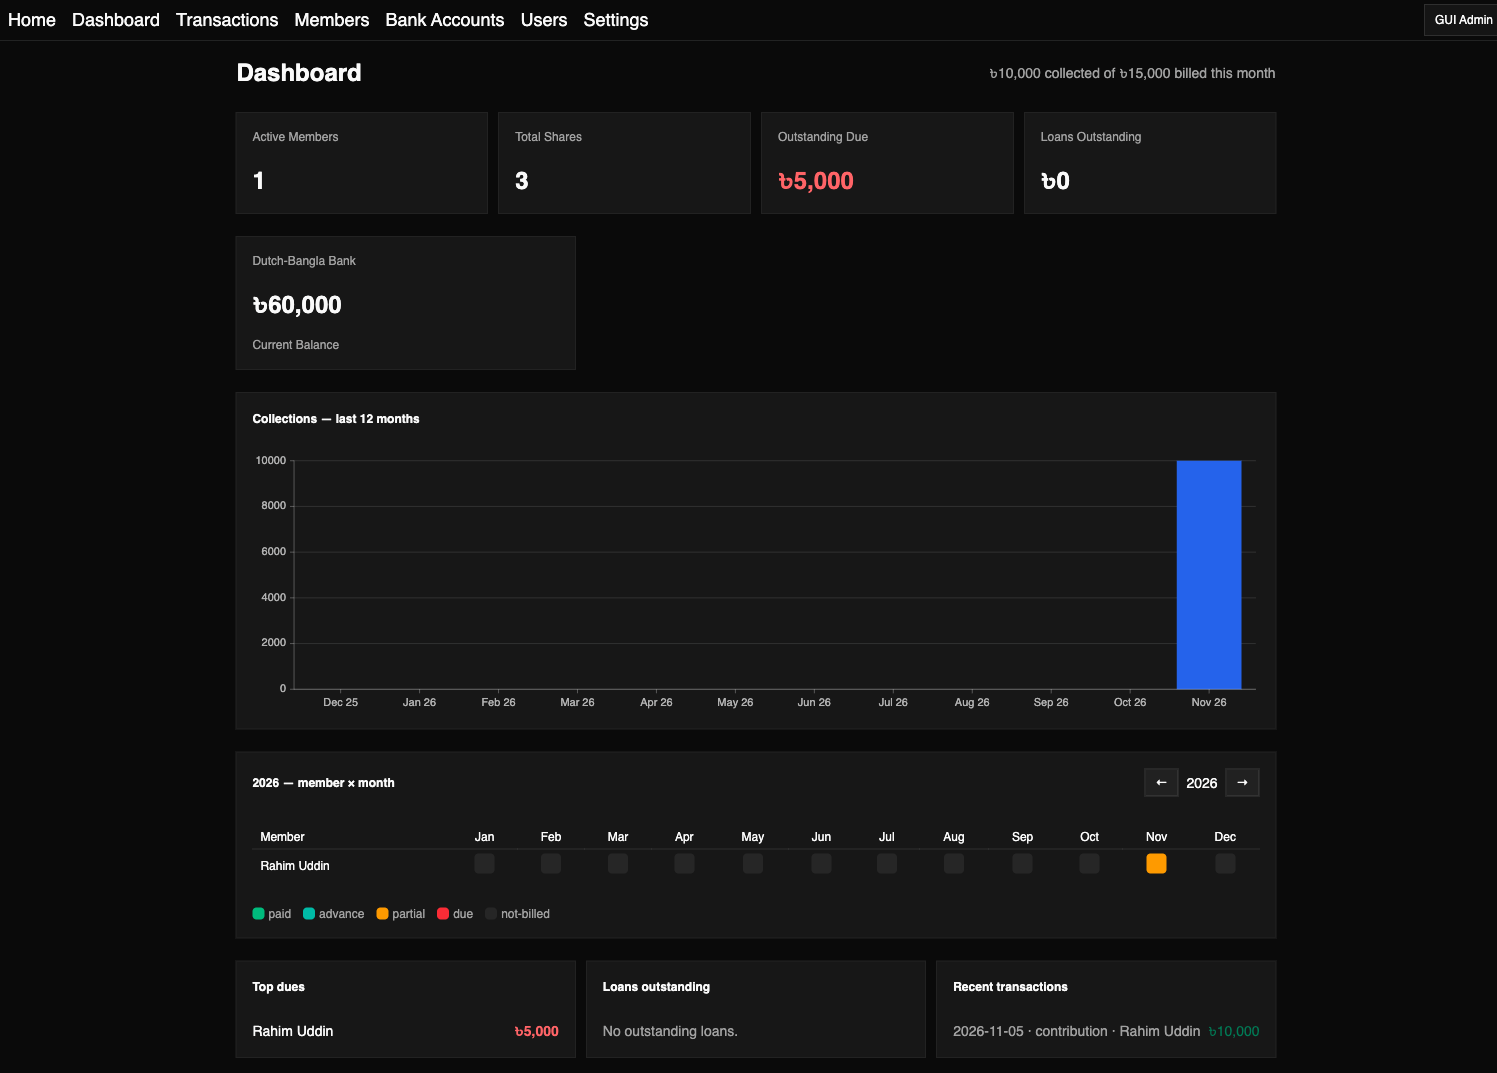 Home Dashboard Transactions Members Bank Accounts Users Settings GUI Admin
Dashboard
৳10,000 collected of ৳15,000 billed this month
Active Members
1
Total Shares
3
Outstanding Due
৳5,000
Loans Outstanding
৳0
Dutch-Bangla Bank
৳60,000
Current Balance
Collections — last 12 months
10000
8000
6000
4000
2000
0
Dec 25 Jan 26 Feb 26 Mar 26 Apr 26 May 26 Jun 26 Jul 26 Aug 26 Sep 26 Oct 26 Nov 26
2026 — member × month
← 2026 →
Member Jan Feb Mar Apr May Jun Jul Aug Sep Oct Nov Dec
Rahim Uddin
paid advance partial due not-billed
Top dues
Rahim Uddin ৳5,000
Loans outstanding
No outstanding loans.
Recent transactions
2026-11-05 · contribution · Rahim Uddin ৳10,000